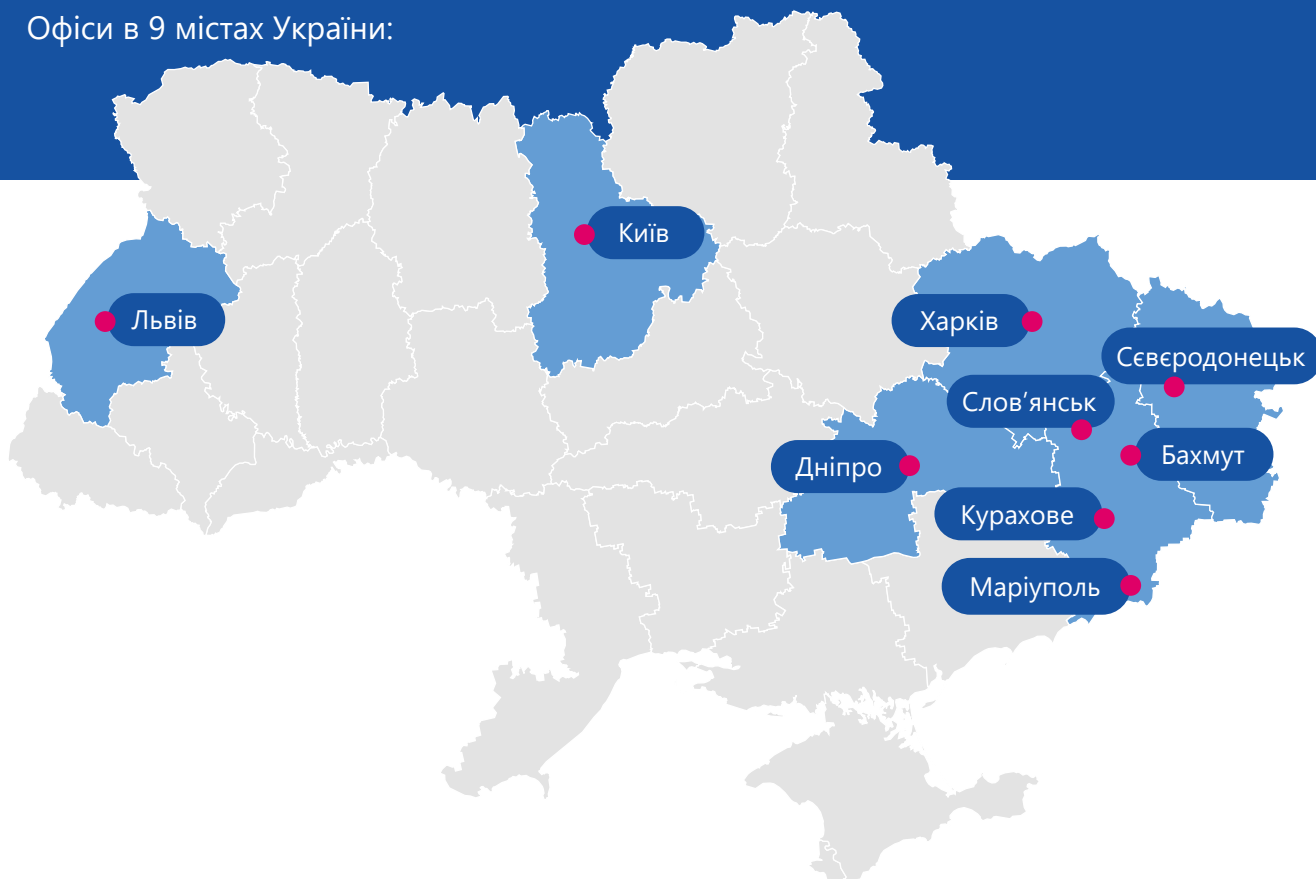 Офіси в 9 містах України:
Київ
Львів
Харків
Сєвєродонецьк
Слов’янськ
Бахмут
Дніпро
Курахове
Маріуполь